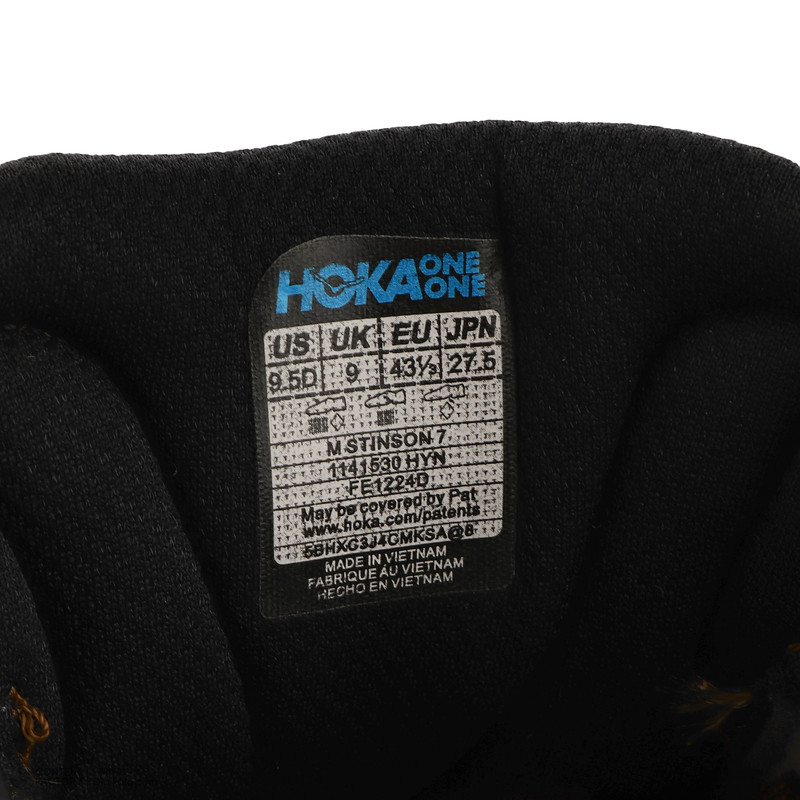 HOKA ONE ONE
US UK EU JPN
9.5D 9 43⅓ 27.5
M STINSON 7
1141530 HYN
FE1224D
May be covered by Pat
www.hoka.com/patents
5BHXG3J4CMKSA@8
MADE IN VIETNAM
FABRIQUE AU VIETNAM
HECHO EN VIETNAM